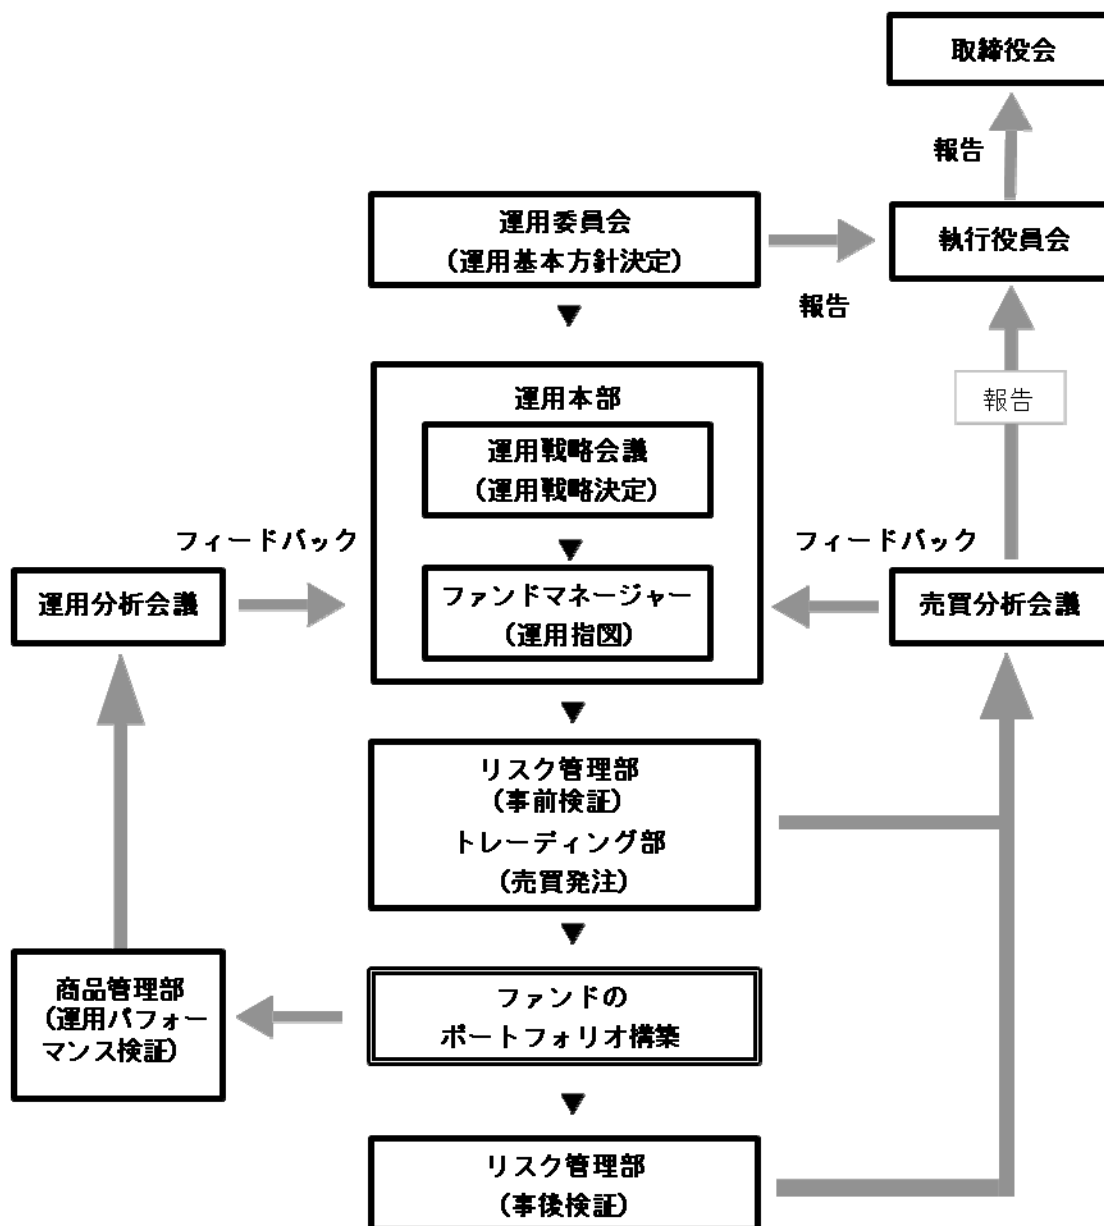 取締役会
報告
運用委員会
(運用基本方針決定)
執行役員会
報告
運用本部
報告
運用戦略会議
(運用戦略決定)
フィードバック
フィードバック
運用分析会議
ファンドマネージャー
(運用指図)
売買分析会議
リスク管理部
(事前検証)
トレーディング部
(売買発注)
商品管理部
(運用パフォー
マンス検証)
ファンドの
ポートフォリオ構築
リスク管理部
(事後検証)